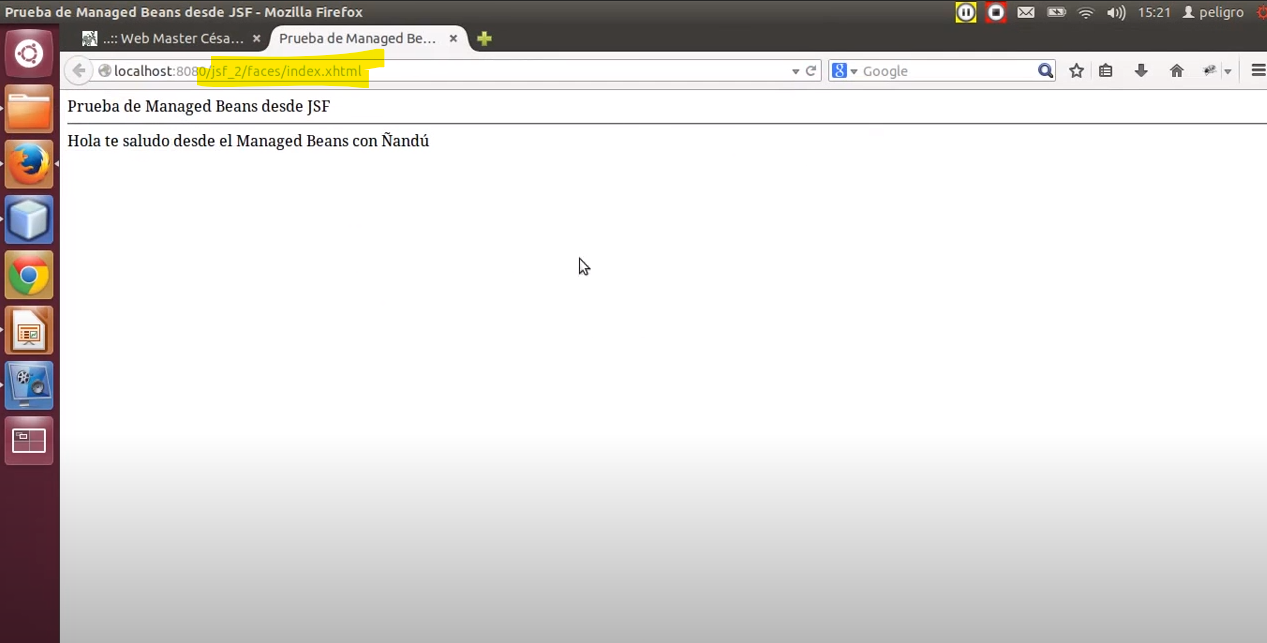 Prueba de Managed Beans desde JSF - Mozilla Firefox
15:21 peligro
..:: Web Master Césa... Prueba de Managed Be...
localhost:8080/jsf_2/faces/index.xhtml
Google
Prueba de Managed Beans desde JSF
Hola te saludo desde el Managed Beans con Ñandú